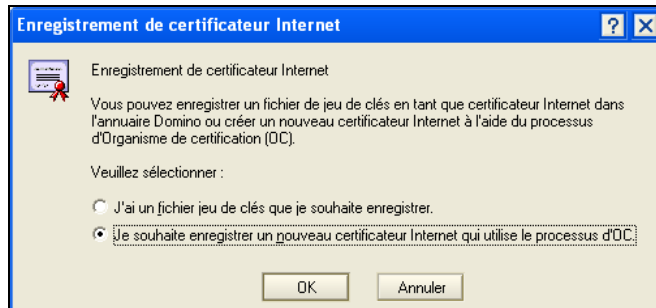 Enregistrement de certificateur Internet
Enregistrement de certificateur Internet
Vous pouvez enregistrer un fichier de jeu de clés en tant que certificateur Internet dans
l'annuaire Domino ou créer un nouveau certificateur Internet à l'aide du processus
d'Organisme de certification (OC).
Veuillez sélectionner :
J'ai un fichier jeu de clés que je souhaite enregistrer.
Je souhaite enregistrer un nouveau certificateur Internet qui utilise le processus d'OC.
OK Annuler